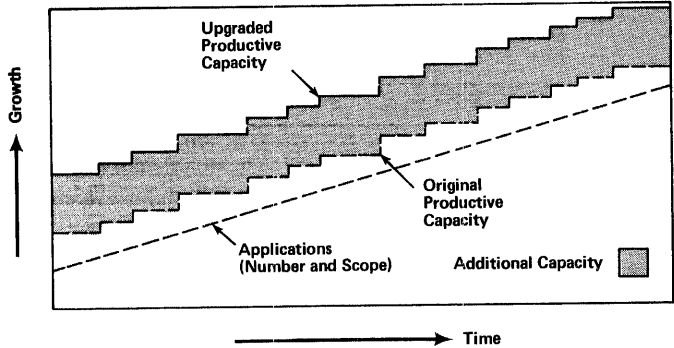 Upgraded
Productive
Capacity
Growth
Original
Productive
Capacity
Applications
(Number and Scope)
Additional Capacity
Time